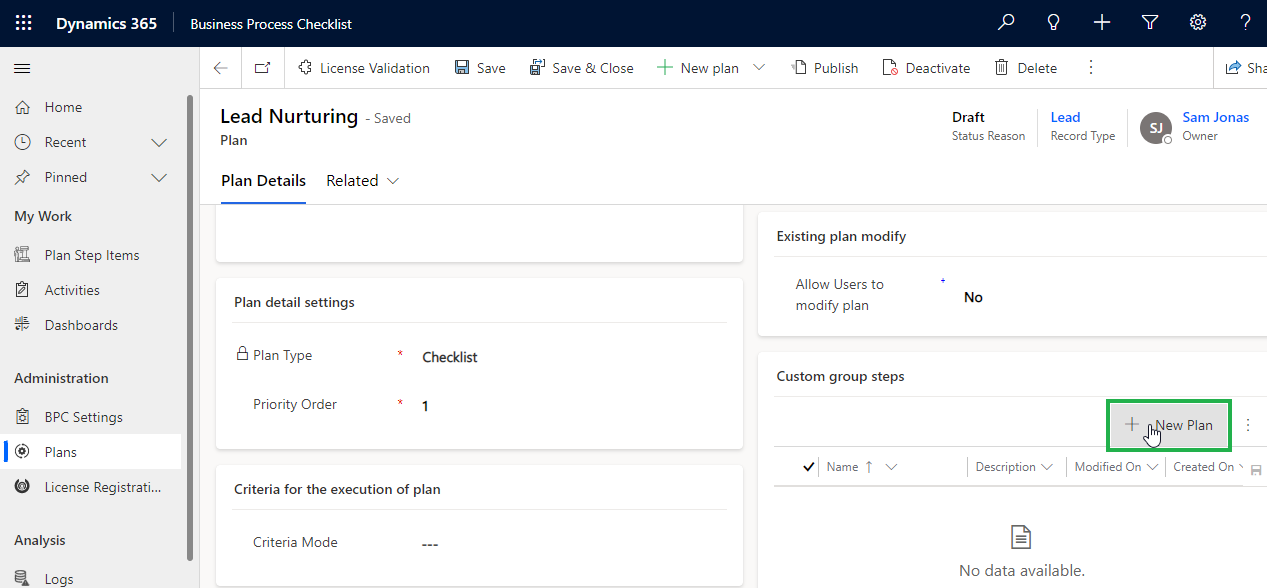 Dynamics 365
Business Process Checklist
License Validation
Save
Save & Close
New plan
Publish
Deactivate
Delete
Home
Recent
Pinned
My Work
Plan Step Items
Activities
Dashboards
Administration
BPC Settings
Plans
License Registrati...
Analysis
Logs
Lead Nurturing - Saved
Plan
Draft
Status Reason
Lead
Record Type
SJ
Sam Jonas
Owner
Plan Details
Related
Plan detail settings
Plan Type * Checklist
Priority Order * 1
Criteria for the execution of plan
Criteria Mode ---
Existing plan modify
Allow Users to
modify plan
+
No
Custom group steps
New Plan
Name ↑
Description
Modified On
Created On
No data available.